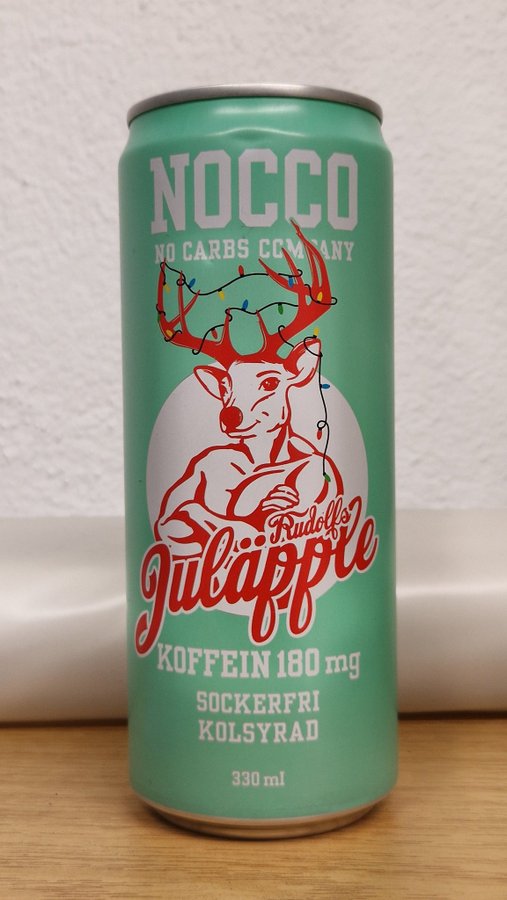 NOCCO
NO CARBS COMPANY
Rudolfs
Juläpple
KOFFEIN 180 mg
SOCKERFRI
KOLSYRAD
330 ml